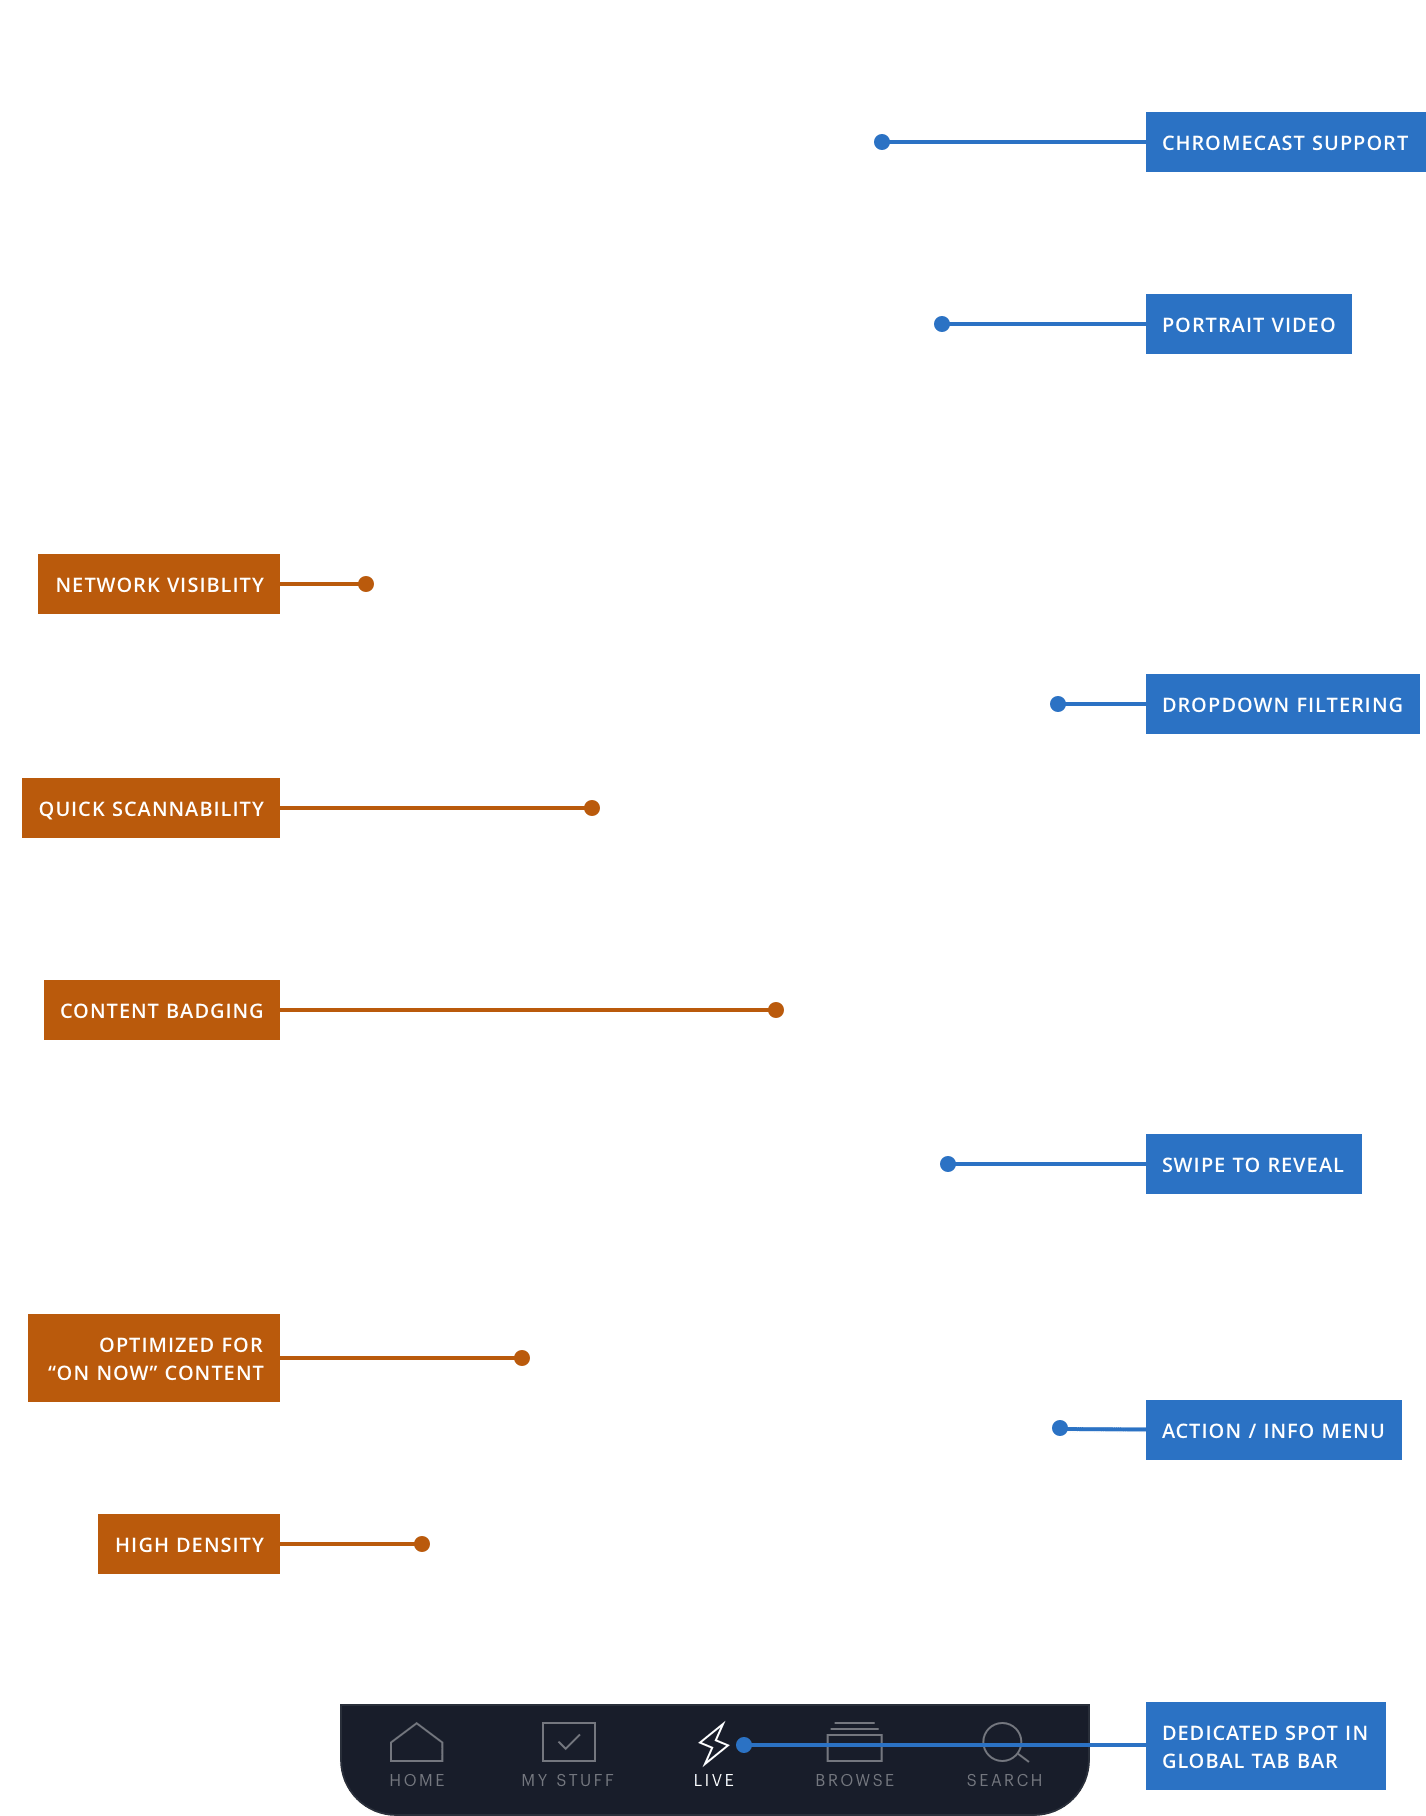 CHROMECAST SUPPORT
PORTRAIT VIDEO
NETWORK VISIBLITY
DROPDOWN FILTERING
QUICK SCANNABILITY
CONTENT BADGING
SWIPE TO REVEAL
OPTIMIZED FOR
“ON NOW” CONTENT
ACTION / INFO MENU
HIGH DENSITY
DEDICATED SPOT IN
GLOBAL TAB BAR
HOME
MY STUFF
LIVE
BROWSE
SEARCH